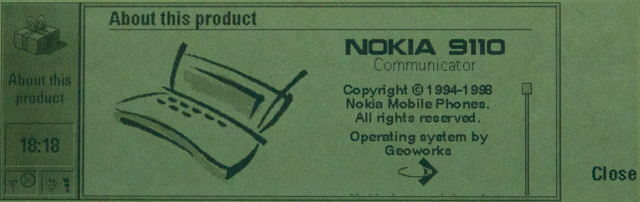 About this product
About this
product
18:18
NOKIA 9110
Communicator
Copyright © 1994-1998
Nokia Mobile Phones.
All rights reserved.
Operating system by
Geoworks
Close